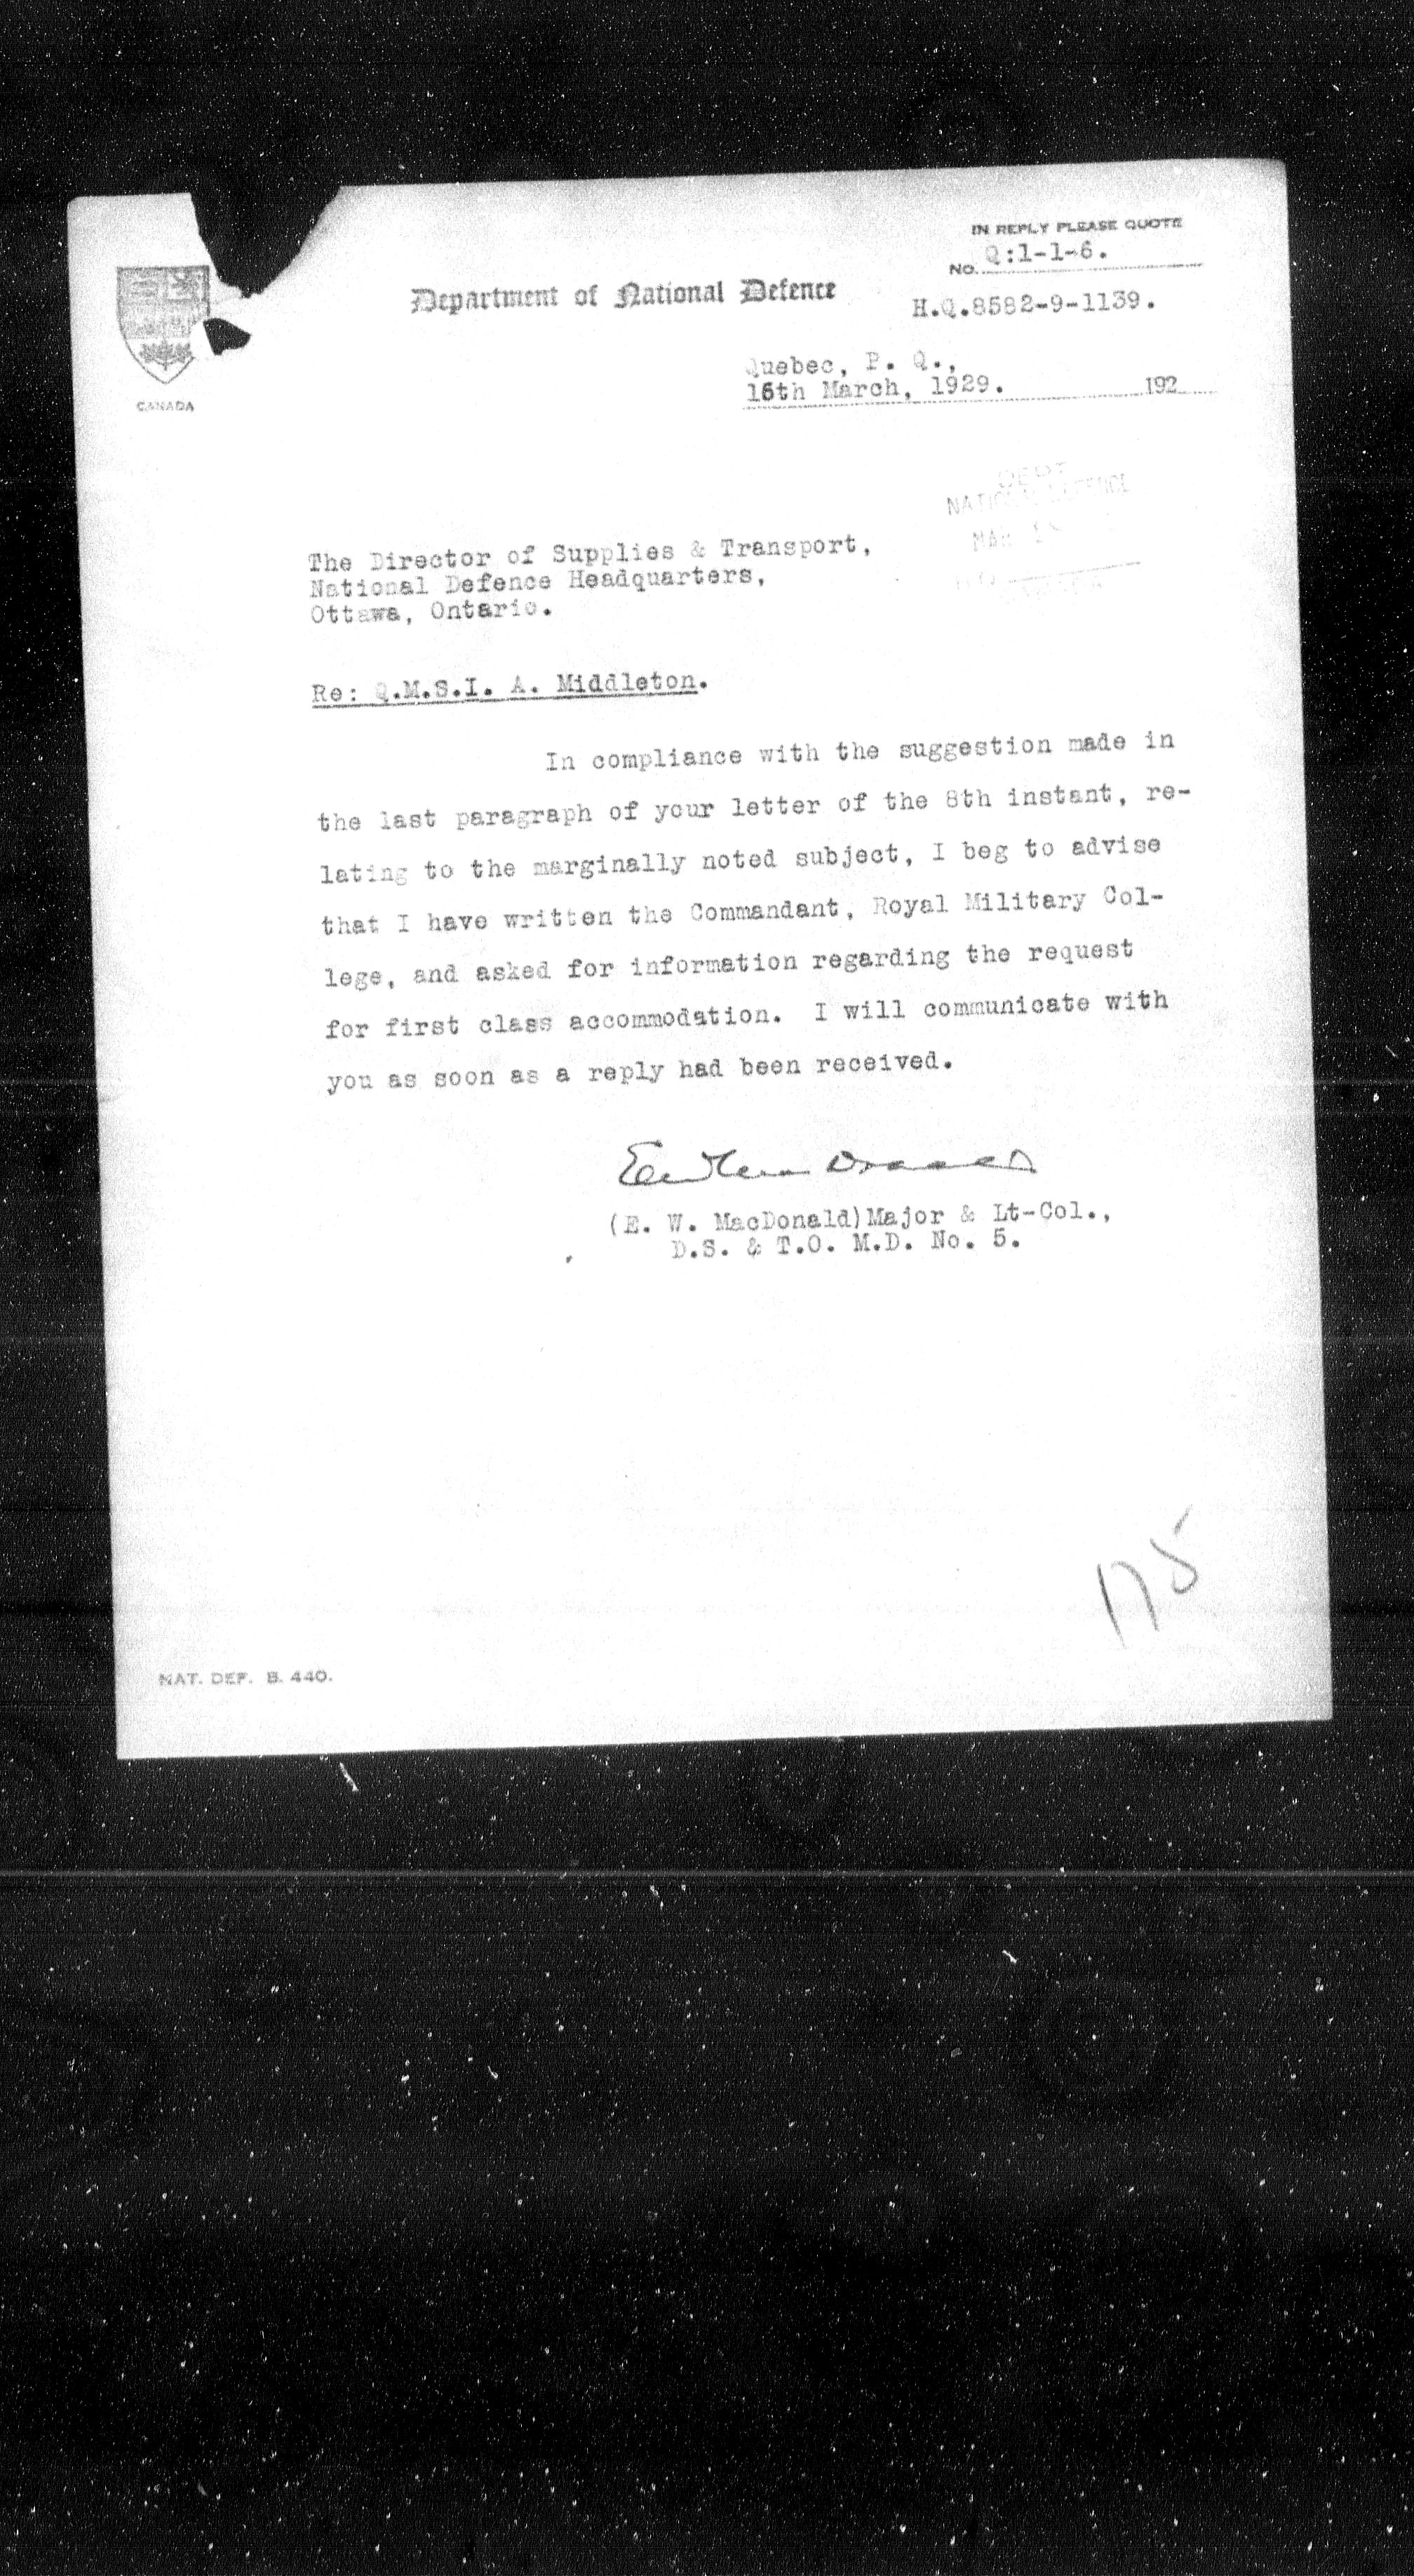 IN REPLY PLEASE QUOTE
No. Q:1-1-6.
H.Q.8582-9-1139.
Department of National Defence
CANADA
Quebec, P. Q.,
16th March, 1929. 192
DEPT
NATIONAL DEFENCE
MAR
The Director of Supplies & Transport,
National Defence Headquarters,
Ottawa, Ontario.
Re: Q.M.S.I. A. Middleton.
In compliance with the suggestion made in
the last paragraph of your letter of the 8th instant, re-
lating to the marginally noted subject, I beg to advise
that I have written the Commandant, Royal Military Col-
lege, and asked for information regarding the request
for first class accommodation. I will communicate with
you as soon as a reply had been received.
(E. W. MacDonald)Major & Lt-Col.,
D.S. & T.O. M.D. No. 5.
175
NAT. DEF. B. 440.